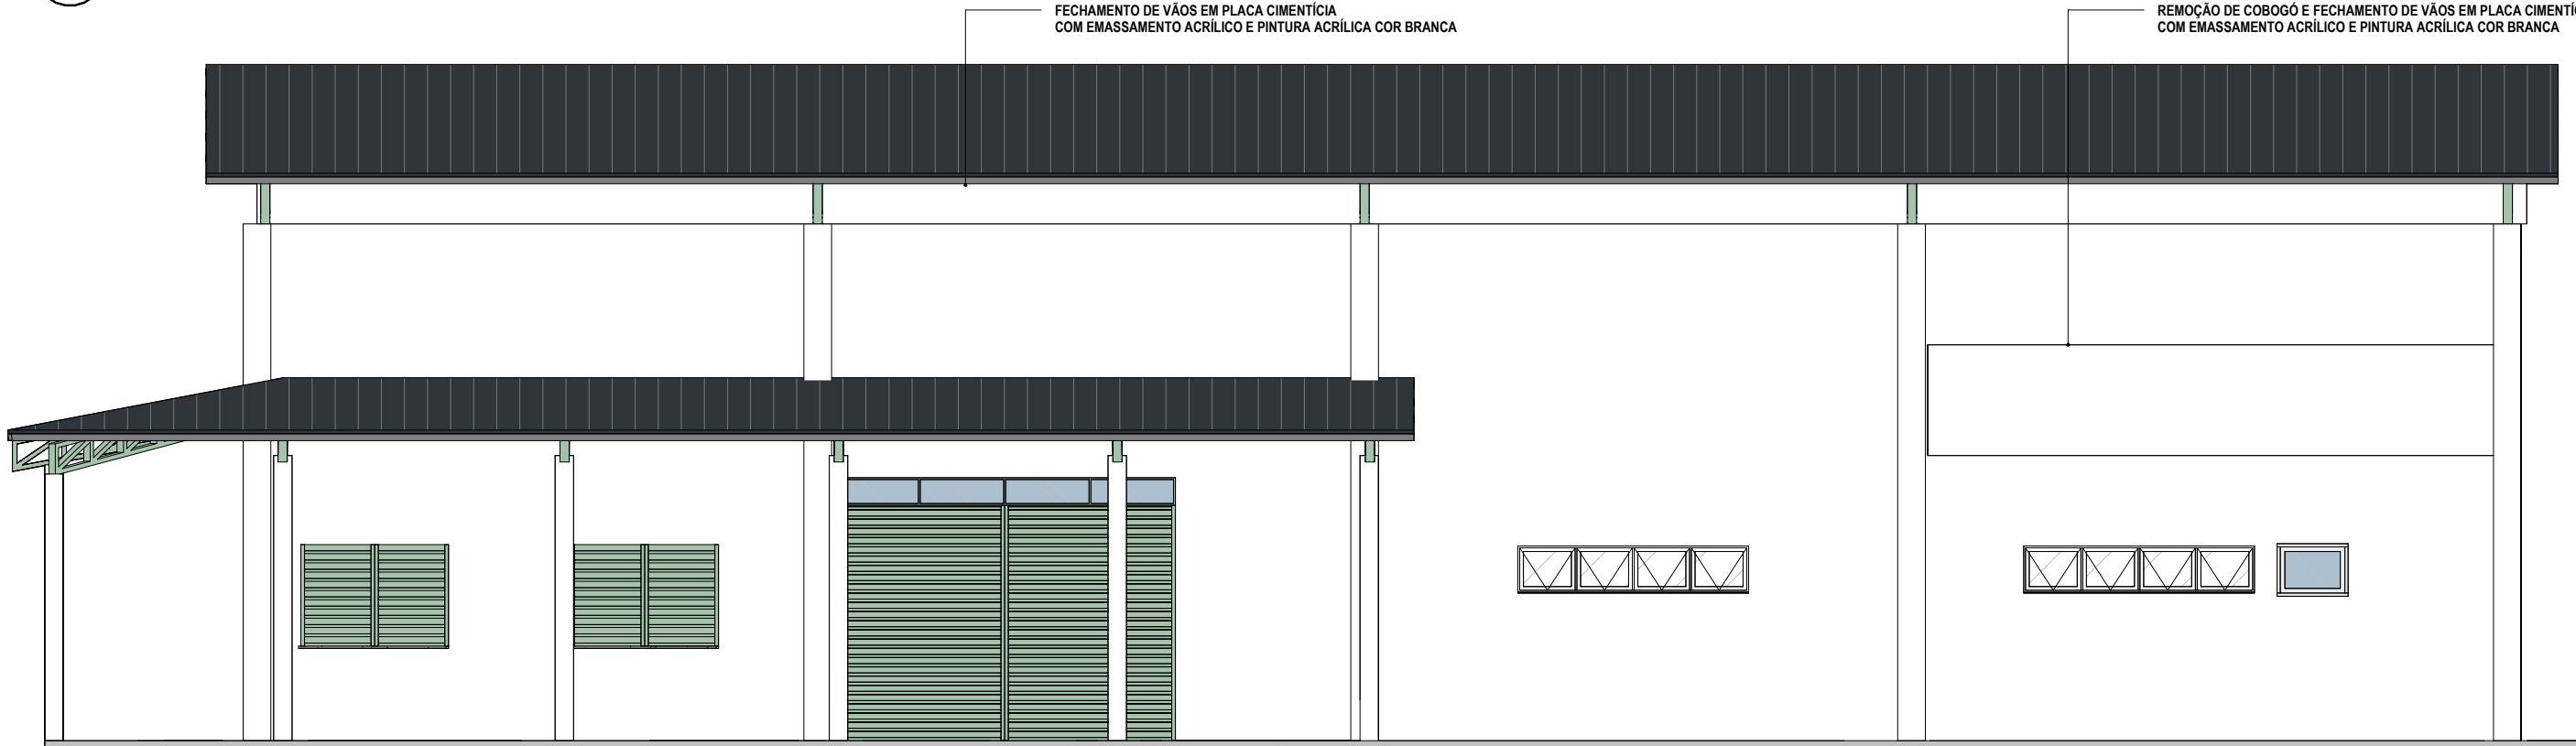 FECHAMENTO DE VÃOS EM PLACA CIMENTÍCIA
COM EMASSAMENTO ACRÍLICO E PINTURA ACRÍLICA COR BRANCA
REMOÇÃO DE COBOGÓ E FECHAMENTO DE VÃOS EM PLACA
COM EMASSAMENTO ACRÍLICO E PINTURA ACRÍLICA COR BRANCA